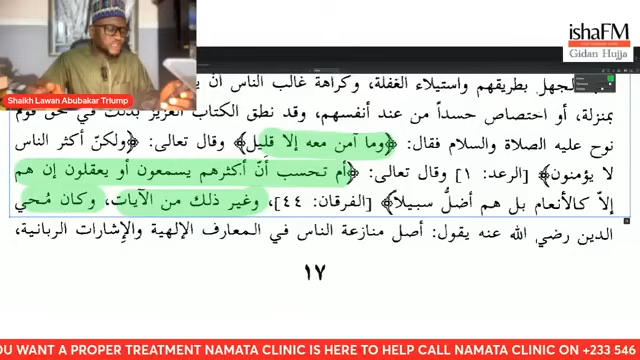 ishaFM
Gidan Hujja
Shaikh Lawan Abubakar Triump
الجهل بطريقهم واستيلاء الغفلة، وكراهة غالب الناس أن
بمنزلة، أو اختصاص حسداً من عند أنفسهم، وقد نطق الكتاب العزيز بذلك في حق قوم
نوح عليه الصلاة والسلام فقال: ﴿وما آمن معه إلا قليل﴾ وقال تعالى: ﴿ولكنّ أكثر الناس
لا يؤمنون﴾ [الرعد: ١] وقال تعالى: ﴿أم تحسب أنّ أكثرهم يسمعون أو يعقلون إن هم
إلاّ كالأنعام بل هم أضلُّ سبيلاً﴾ [الفرقان: ٤٤]، وغير ذلك من الآيات، وكان مُحي
الدين رضي الله عنه يقول: أصل منازعة الناس في المعارف الإلهية والإشارات الربانية،
١٧
OU WANT A PROPER TREATMENT NAMATA CLINIC IS HERE TO HELP CALL NAMATA CLINIC ON +233 546